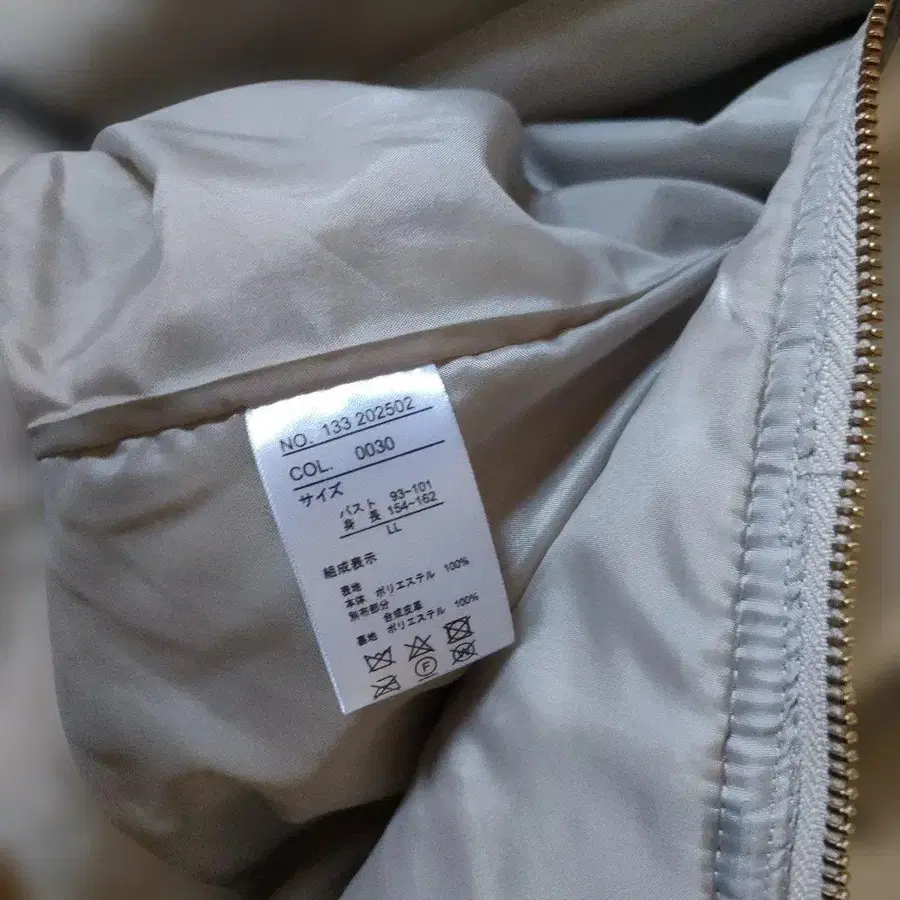 NO. 133 202502
COL. 0030
サイズ
バスト 93-101
身 長 154-162
LL
組成表示
表地
本体 ポリエステル 100%
別布部分
合成皮革
裏地 ポリエステル 100%
F
W